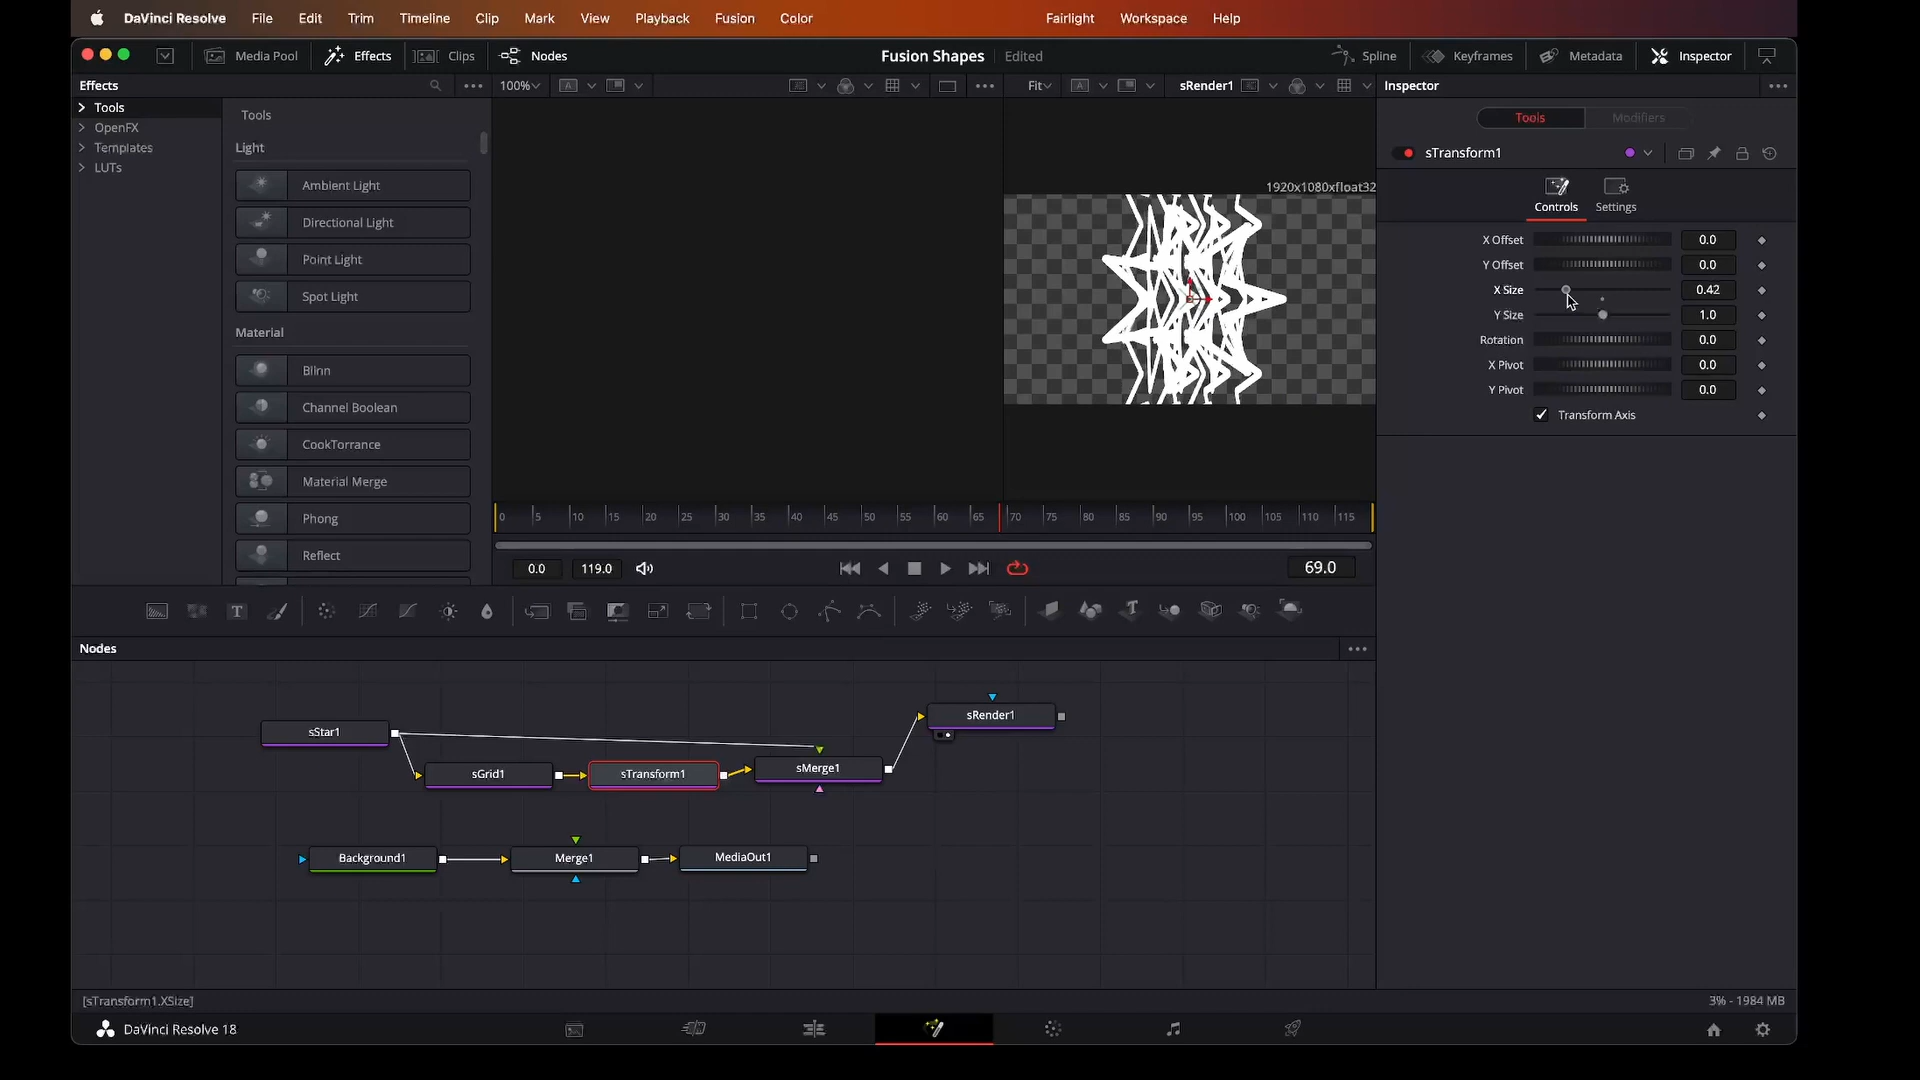 DaVinci Resolve File Edit Trim Timeline Clip Mark View Playback Fusion Color Fairlight Workspace Help
Media Pool Effects Clips Nodes Fusion Shapes Edited Spline Keyframes Metadata Inspector
Effects 100% Fit sRender1 Inspector
Tools
OpenFX
Templates
LUTs
Tools
Light
Ambient Light
Directional Light
Point Light
Spot Light
Material
Blinn
Channel Boolean
CookTorrance
Material Merge
Phong
Reflect
1920x1080xfloat32
0 5 10 15 20 25 30 35 40 45 50 55 60 65 70 75 80 85 90 95 100 105 110 115
0.0 119.0 69.0
Tools Modifiers
sTransform1
Controls Settings
X Offset 0.0
Y Offset 0.0
X Size 0.42
Y Size 1.0
Rotation 0.0
X Pivot 0.0
Y Pivot 0.0
Transform Axis
T T
Nodes
sStar1
sGrid1
sTransform1
sMerge1
sRender1
Background1
Merge1
MediaOut1
[sTransform1.XSize] 3% - 1984 MB
DaVinci Resolve 18